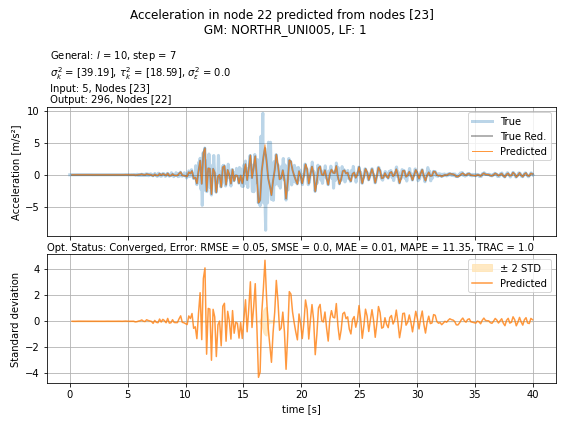 Acceleration in node 22 predicted from nodes [23]
GM: NORTHR_UNI005, LF: 1
General: l = 10, step = 7
σ²ₖ = [39.19], τ²ₖ = [18.59], σ²_ε = 0.0
Input: 5, Nodes [23]
Output: 296, Nodes [22]
Acceleration [m/s²]
10
5
0
−5
True
True Red.
Predicted
Opt. Status: Converged, Error: RMSE = 0.05, SMSE = 0.0, MAE = 0.01, MAPE = 11.35, TRAC = 1.0
Standard deviation
4
2
0
−2
−4
± 2 STD
Predicted
0 5 10 15 20 25 30 35 40
time [s]